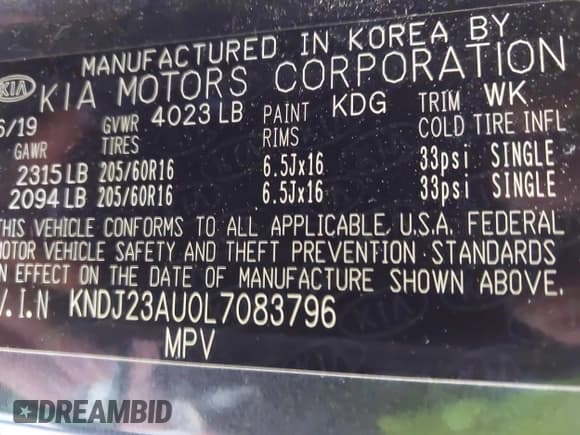 MANUFACTURED IN KOREA BY
KIA KIA MOTORS CORPORATION
6/19 GVWR 4023 LB PAINT KDG TRIM WK
GAWR TIRES RIMS COLD TIRE INFL
2315 LB 205/60R16 6.5Jx16 33psi SINGLE
2094 LB 205/60R16 6.5Jx16 33psi SINGLE
THIS VEHICLE CONFORMS TO ALL APPLICABLE U.S.A. FEDERAL
MOTOR VEHICLE SAFETY AND THEFT PREVENTION STANDARDS
IN EFFECT ON THE DATE OF MANUFACTURE SHOWN ABOVE.
V.I.N KNDJ23AU0L7083796
MPV
DREAMBID